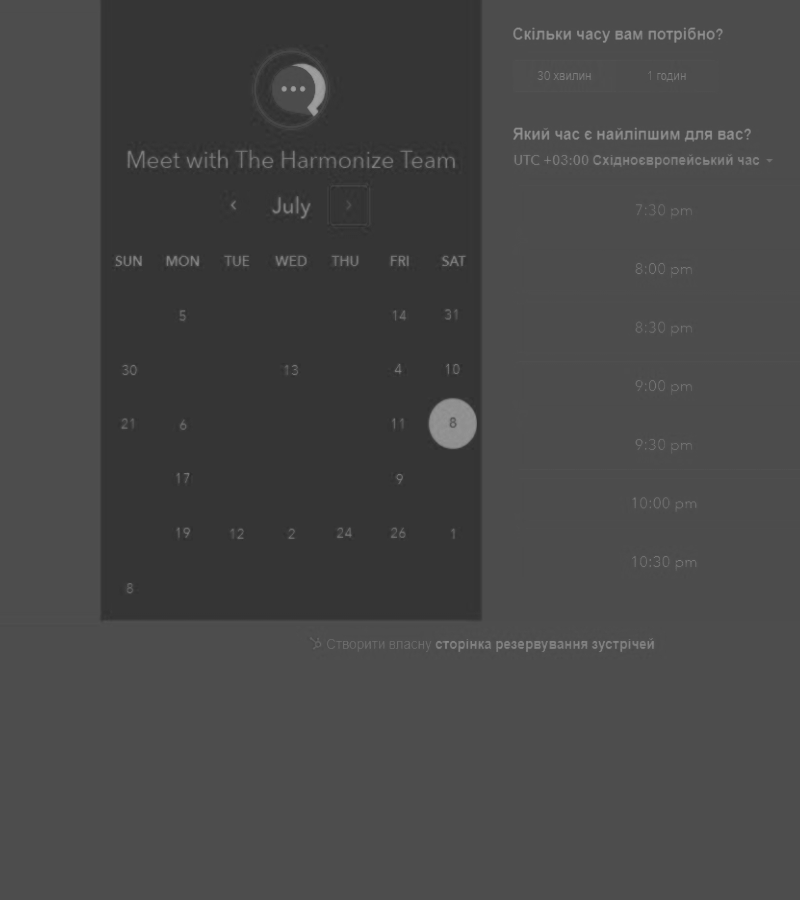 Meet with The Harmonize Team
July
SUN MON TUE WED THU FRI SAT
5 14 31
30 13 4 10
21 6 11 8
17 9
19 12 2 24 26 1
8
Скільки часу вам потрібно?
30 хвилин 1 годин
Який час є найліпшим для вас?
UTC +03:00 Східноєвропейський час
7:30 pm
8:00 pm
8:30 pm
9:00 pm
9:30 pm
10:00 pm
10:30 pm
Створити власну сторінка резервування зустрічей